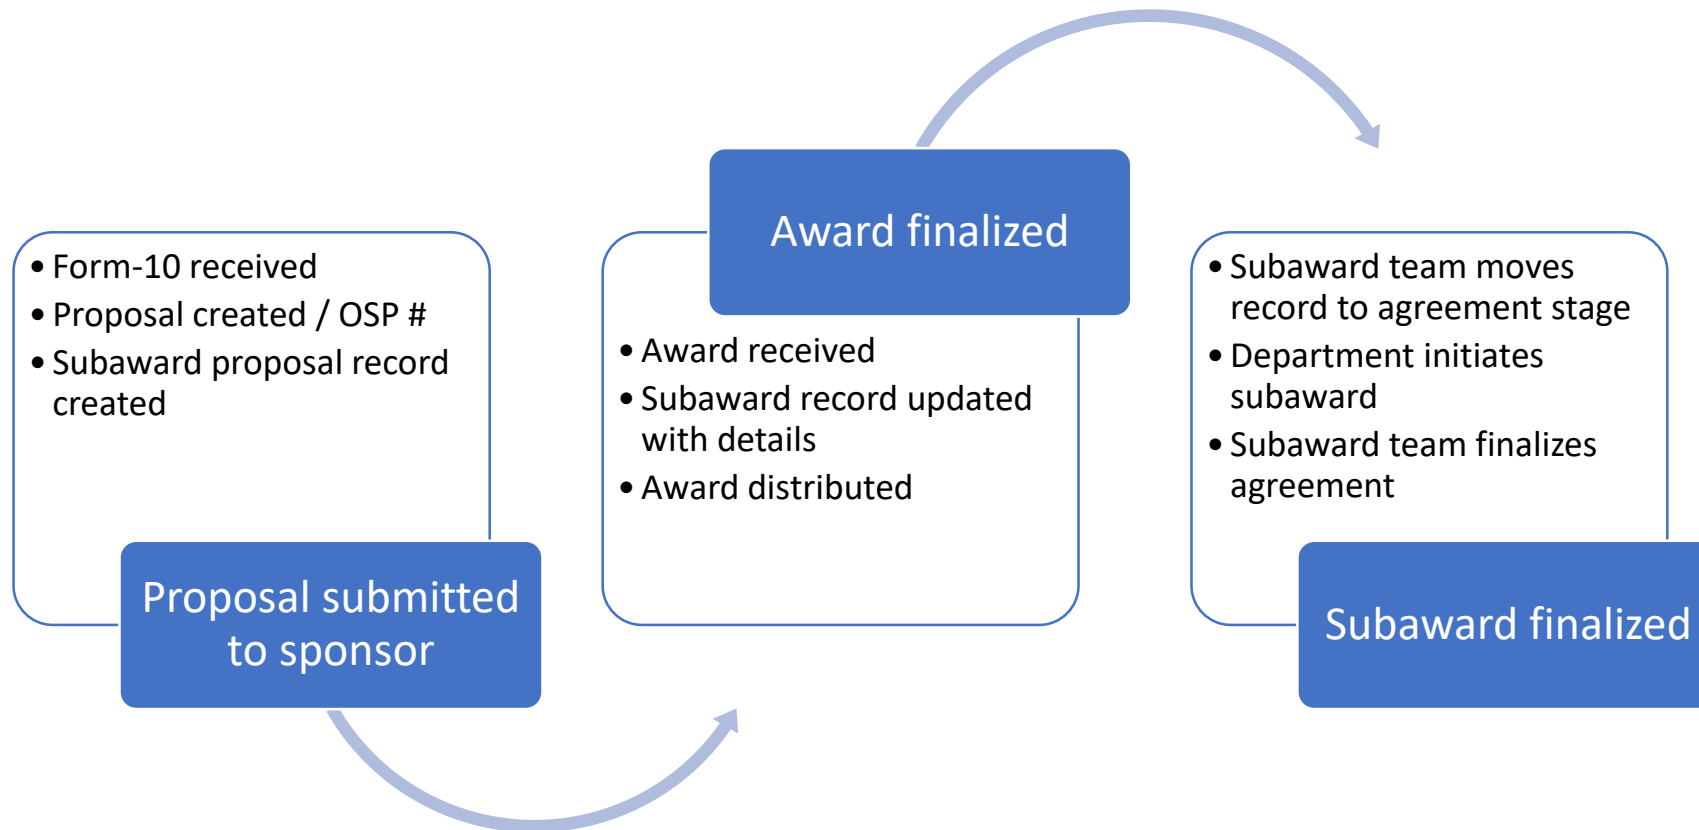 • Form-10 received
• Proposal created / OSP #
• Subaward proposal record
created
Proposal submitted
to sponsor
Award finalized
• Award received
• Subaward record updated
with details
• Award distributed
• Subaward team moves
record to agreement stage
• Department initiates
subaward
• Subaward team finalizes
agreement
Subaward finalized